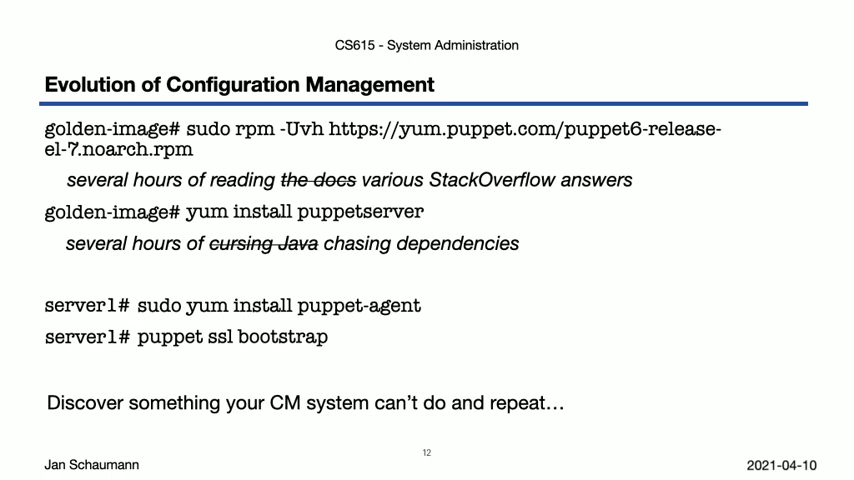 CS615 - System Administration
Evolution of Configuration Management
golden-image# sudo rpm -Uvh https://yum.puppet.com/puppet6-release-
el-7.noarch.rpm
several hours of reading the docs various StackOverflow answers
golden-image# yum install puppetserver
several hours of cursing Java chasing dependencies
server1# sudo yum install puppet-agent
server1# puppet ssl bootstrap
Discover something your CM system can't do and repeat…
12
Jan Schaumann
2021-04-10